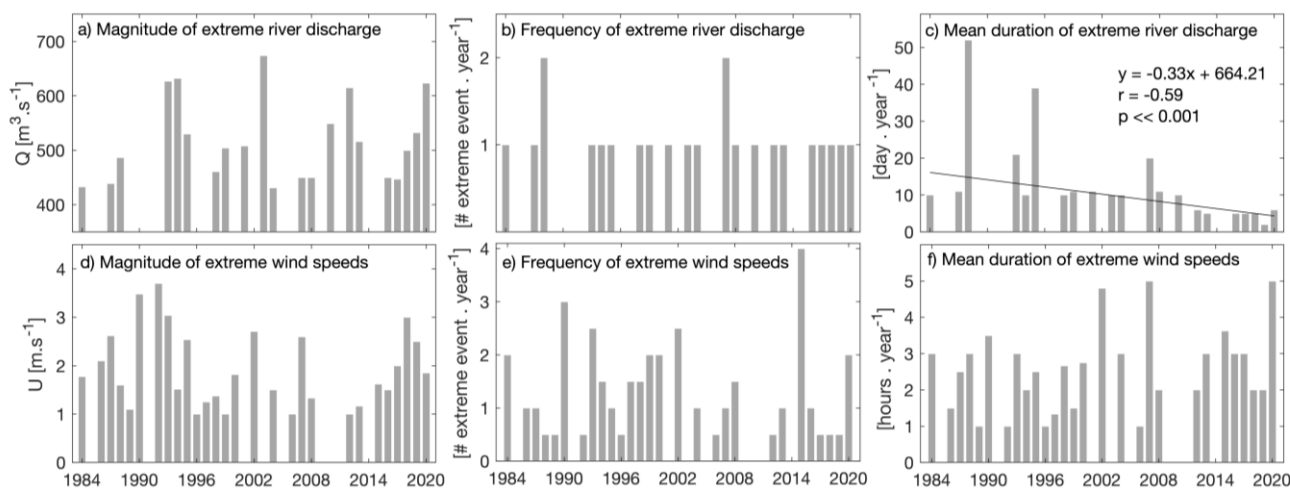 a) Magnitude of extreme river discharge
700
600
500
400
Q [m³.s⁻¹]
b) Frequency of extreme river discharge
2
1
[# extreme event . year⁻¹]
c) Mean duration of extreme river discharge
y = -0.33x + 664.21
r = -0.59
p << 0.001
50
40
30
20
10
0
[day . year⁻¹]
d) Magnitude of extreme wind speeds
4
3
2
1
0
U [m.s⁻¹]
1984 1990 1996 2002 2008 2014 2020
e) Frequency of extreme wind speeds
4
3
2
1
0
[# extreme event . year⁻¹]
1984 1990 1996 2002 2008 2014 2020
f) Mean duration of extreme wind speeds
5
4
3
2
1
0
[hours . year⁻¹]
1984 1990 1996 2002 2008 2014 2020